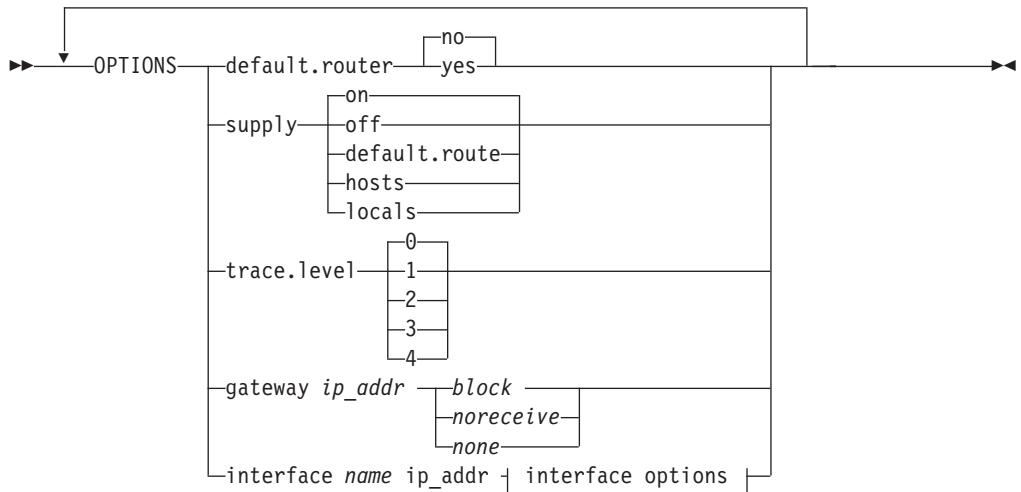 no
OPTIONS default.router yes
on
supply off
default.route
hosts
locals
0
trace.level 1
2
3
4
gateway ip_addr block
noreceive
none
interface name ip_addr interface options